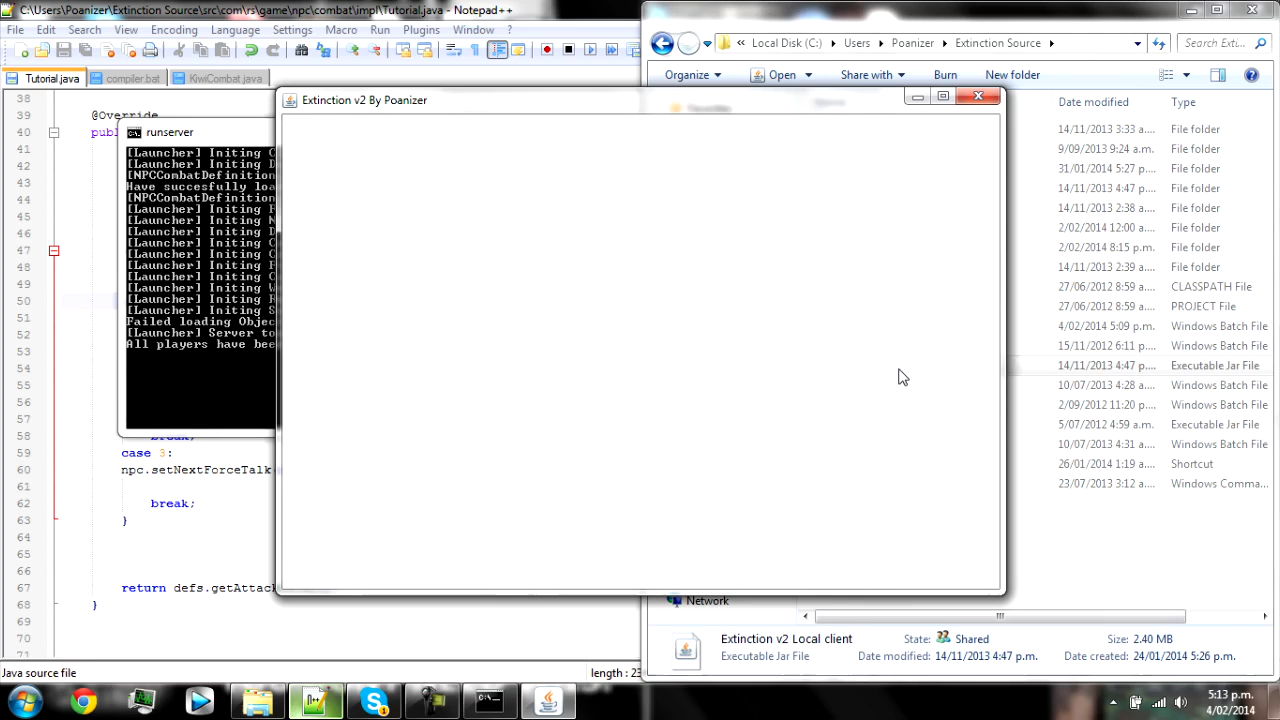 C:\Users\Poanizer\Extinction Source\src\com\rs\game\npc\combat\impl\Tutorial.java - Notepad++
File Edit Search View Encoding Language Settings Macro Run Plugins Window ?
Tutorial.java compiler.bat KiwiCombat.java
38
39 @Override
40
41
42
43
44
45
46
47
48
49
50
51
52
53
54
55
56
57
58 break;
59 case 3:
60 npc.setNextForceTalk
61
62 break;
63 }
64
65
66
67 return defs.getAttack
68 }
69
70
71
Java source file length : 23
runserver
[Launcher] Initing C
[Launcher] Initing D
[NPCCombatDefinition
Have succesfully loa
[NPCCombatDefinition
[Launcher] Initing F
[Launcher] Initing N
[Launcher] Initing D
[Launcher] Initing C
[Launcher] Initing C
[Launcher] Initing F
[Launcher] Initing C
[Launcher] Initing W
[Launcher] Initing R
[Launcher] Initing S
Failed loading Objec
[Launcher] Server to
All players have bee
Extinction v2 By Poanizer
Local Disk (C:) Users Poanizer Extinction Source
Search Exti...
Organize Open Share with Burn New folder
Date modified Type
14/11/2013 3:33 a.... File folder
9/09/2013 9:24 a.m. File folder
31/01/2014 5:27 p.... File folder
14/11/2013 4:47 p.... File folder
14/11/2013 2:38 a.... File folder
2/02/2014 12:00 a.... File folder
2/02/2014 8:15 p.m. File folder
14/11/2013 2:39 a.... File folder
27/06/2012 8:59 a.... CLASSPATH File
27/06/2012 8:59 a.... PROJECT File
4/02/2014 5:09 p.m. Windows Batch File
15/11/2012 6:11 p.... Windows Batch File
14/11/2013 4:47 p.... Executable Jar File
10/07/2013 4:28 a.... Windows Batch File
2/09/2012 11:20 p.... Windows Batch File
5/07/2012 4:59 a.m. Executable Jar File
10/07/2013 4:31 a.... Windows Batch File
26/01/2014 1:19 a.... Shortcut
23/07/2013 3:12 a.... Windows Comma...
Network
Extinction v2 Local client State: Shared Size: 2.40 MB
Executable Jar File Date modified: 14/11/2013 4:47 p.m. Date created: 24/01/2014 5:26 p.m.
5:13 p.m.
4/02/2014